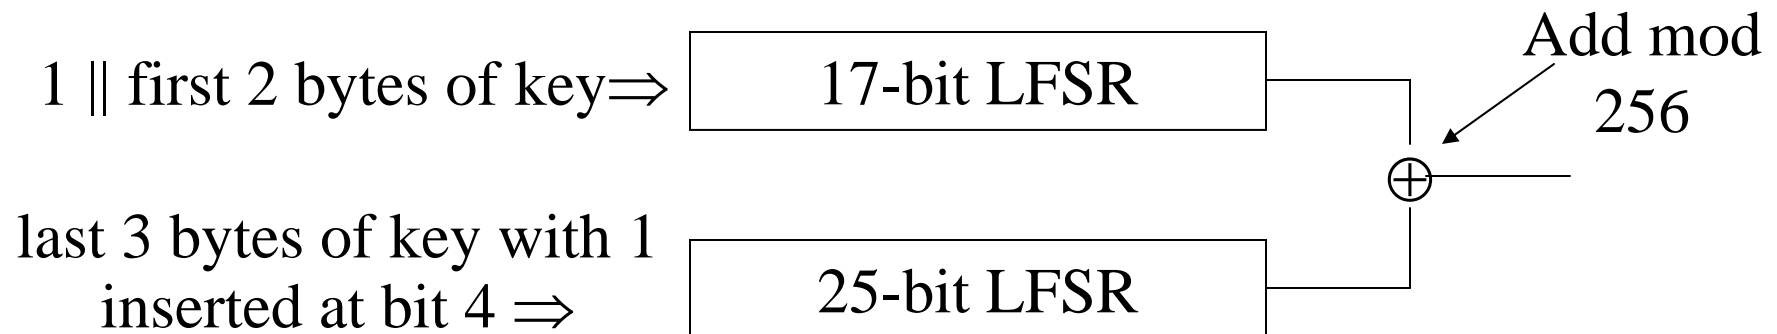 1 || first 2 bytes of key⇒
17-bit LFSR
Add mod
256
last 3 bytes of key with 1
inserted at bit 4 ⇒
25-bit LFSR